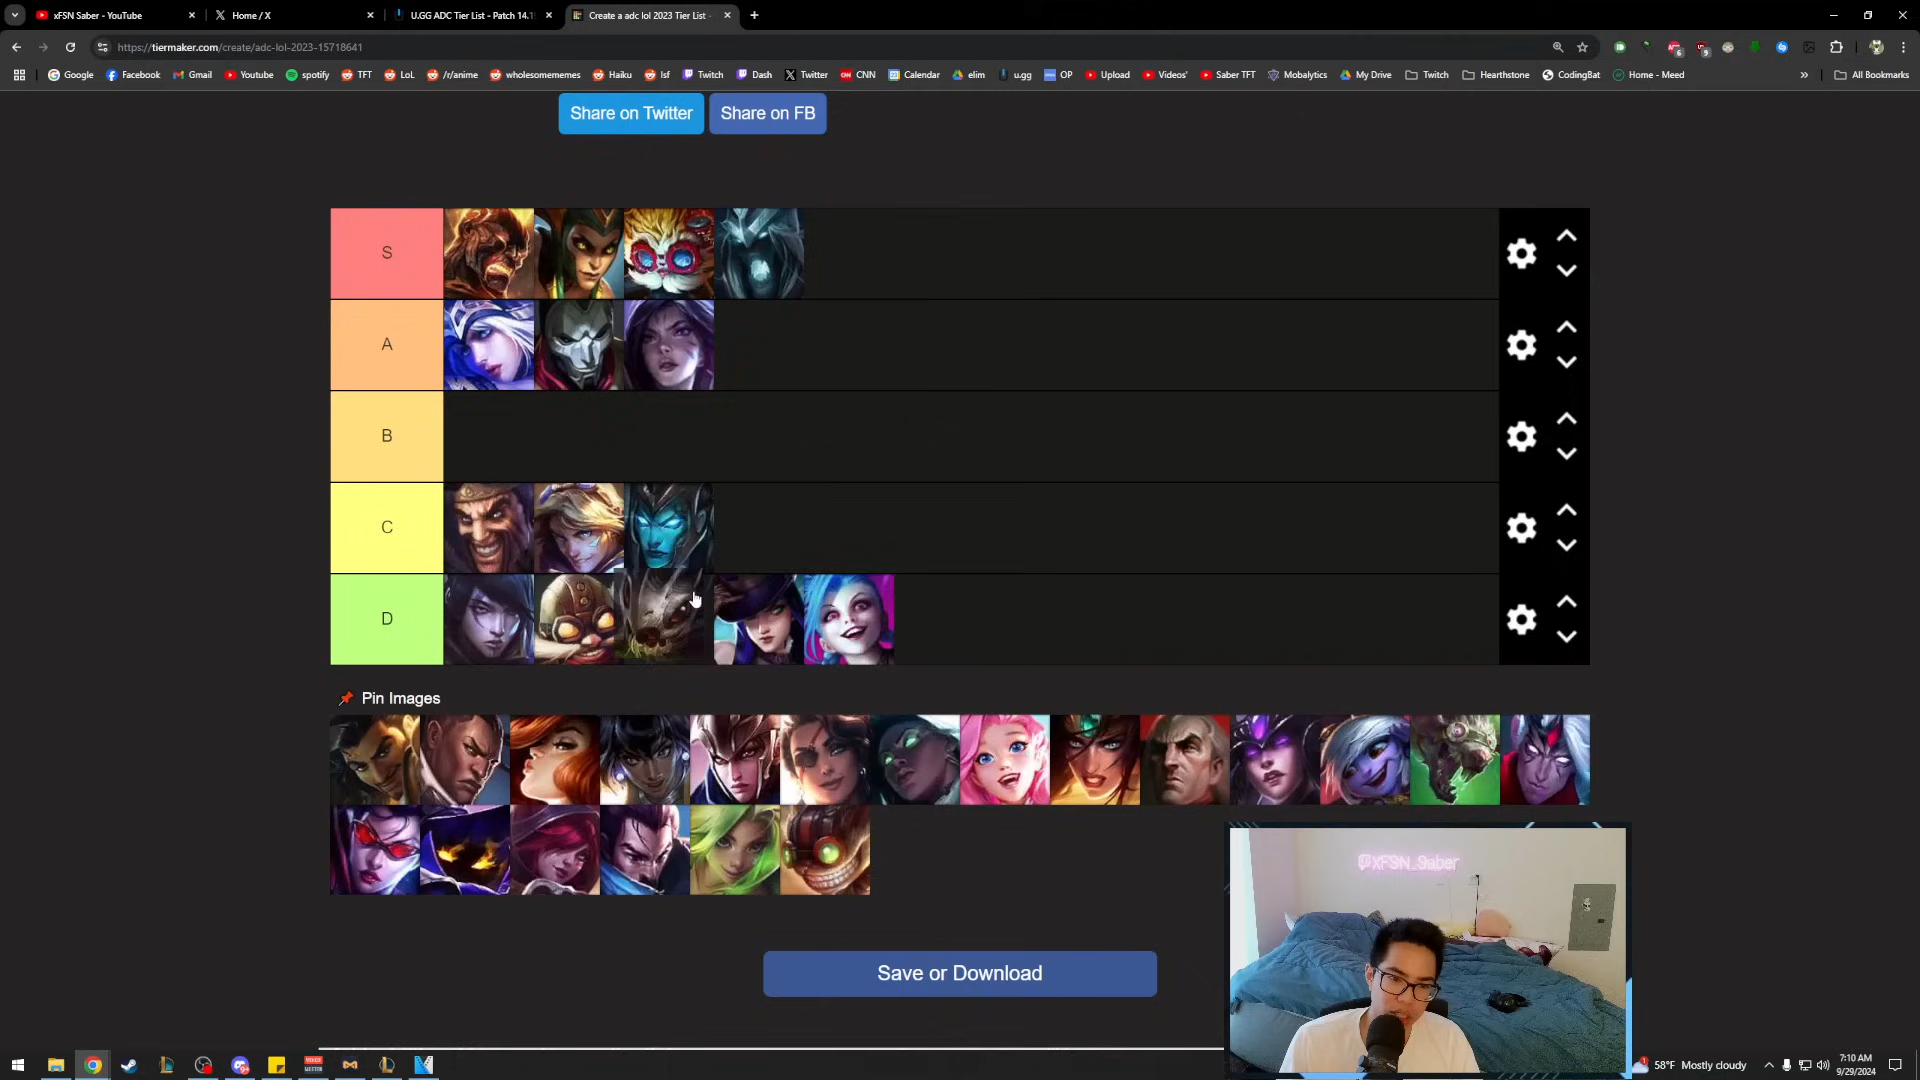 xFSN Saber - YouTube
Home / X
U.GG ADC Tier List - Patch 14.1
Create a adc lol 2023 Tier List -
https://tiermaker.com/create/adc-lol-2023-15718641
Google Facebook Gmail Youtube spotify TFT LoL /r/anime wholesomememes Haiku lsf Twitch Dash Twitter CNN Calendar elim u.gg OP Upload Videos' Saber TFT Mobalytics My Drive Twitch Hearthstone CodingBat Home - Meed All Bookmarks
Share on Twitter Share on FB
S
A
B
C
D
Pin Images
xFSN_Saber
Save or Download
58°F Mostly cloudy
7:10 AM
9/29/2024